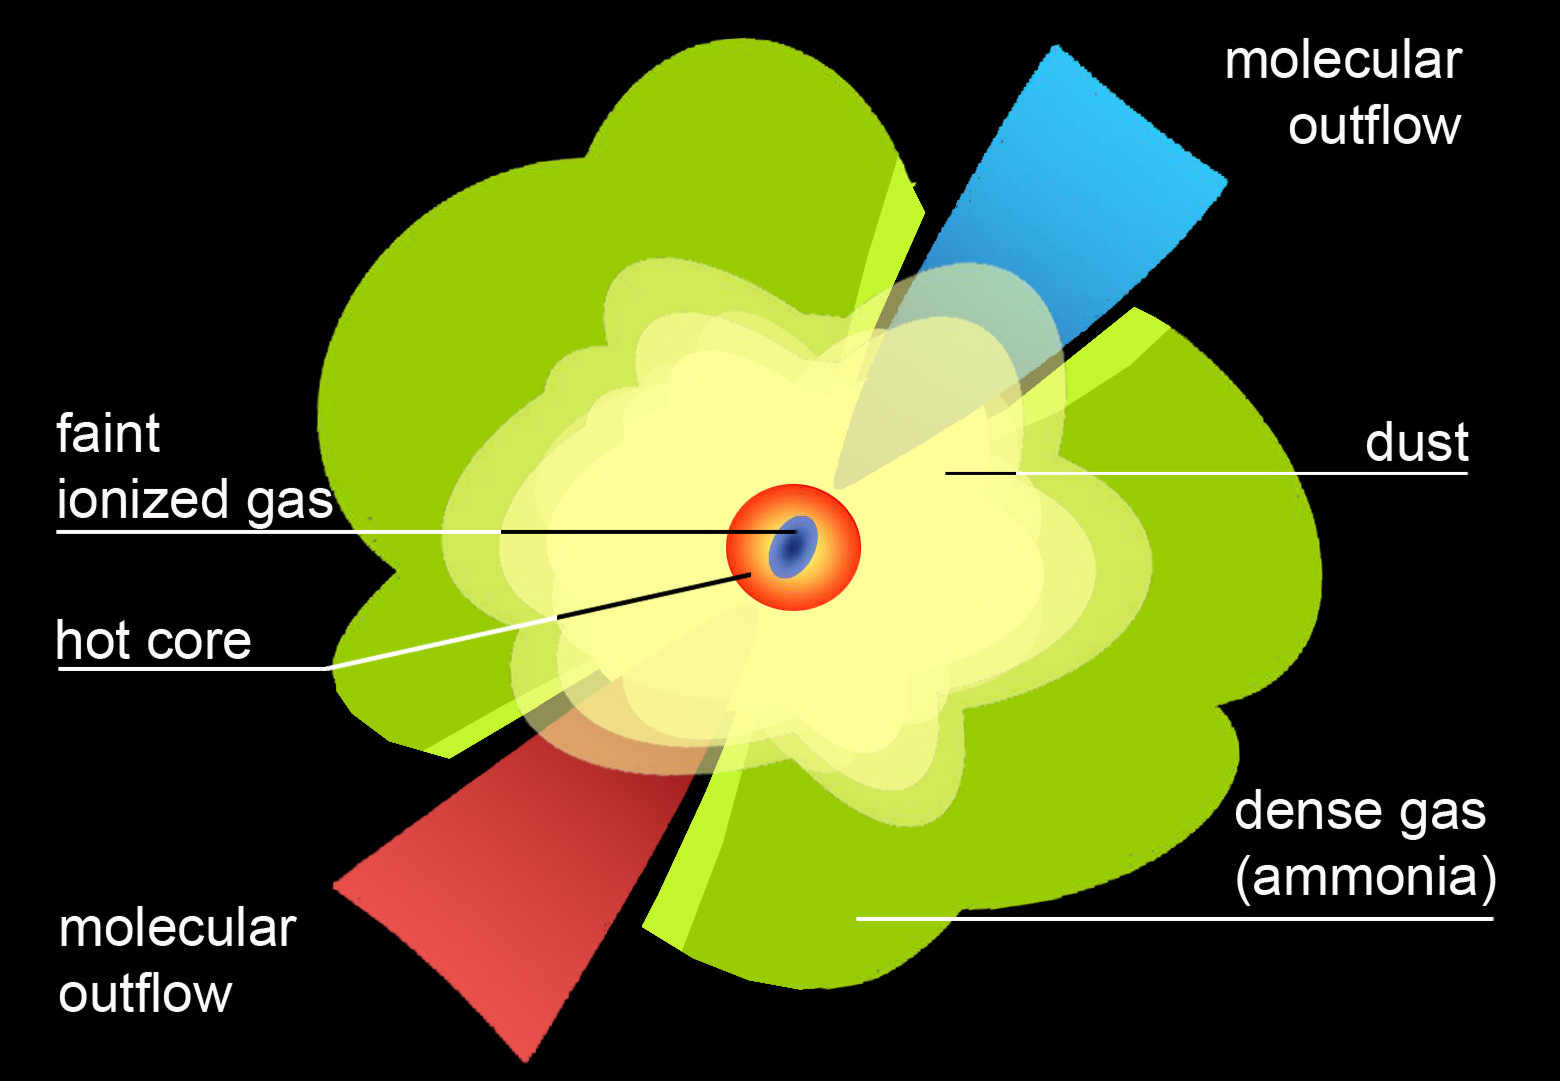 molecular
outflow
faint
ionized gas
dust
hot core
dense gas
(ammonia)
molecular
outflow